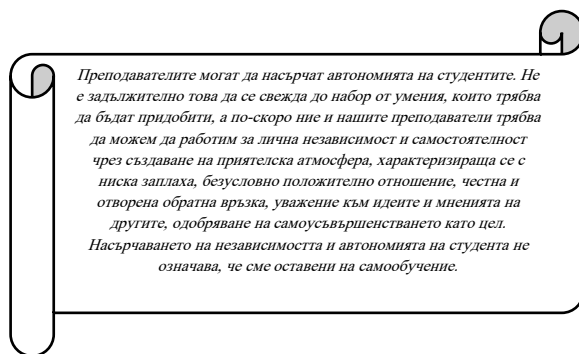 Преподавателите могат да насърчат автономията на студентите. Не
е задължително това да се свежда до набор от умения, които трябва
да бъдат придобити, а по-скоро ние и нашите преподаватели трябва
да можем да работим за лична независимост и самостоятелност
чрез създаване на приятелска атмосфера, характеризираща се с
ниска заплаха, безусловно положително отношение, честна и
отворена обратна връзка, уважение към идеите и мненията на
другите, одобряване на самоусъвършенстването като цел.
Насърчаването на независимостта и автономията на студента не
означава, че сме оставени на самообучение.